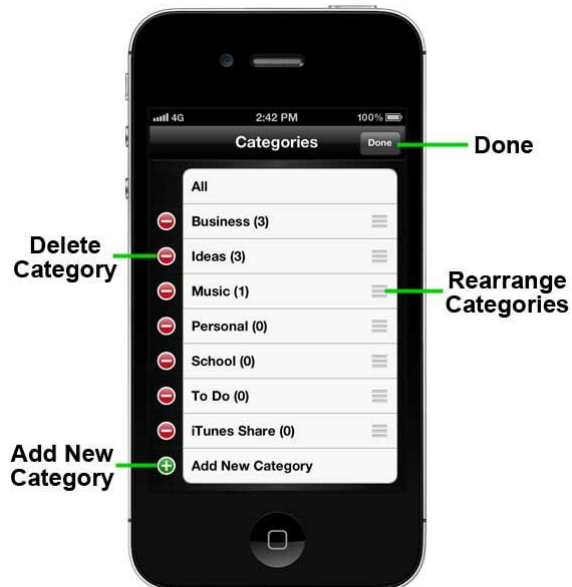 4G 2:42 PM 100%
Categories Done
Done
All
Business (3)
Delete
Category
Ideas (3)
Music (1)
Rearrange
Categories
Personal (0)
School (0)
To Do (0)
iTunes Share (0)
Add New
Category
Add New Category